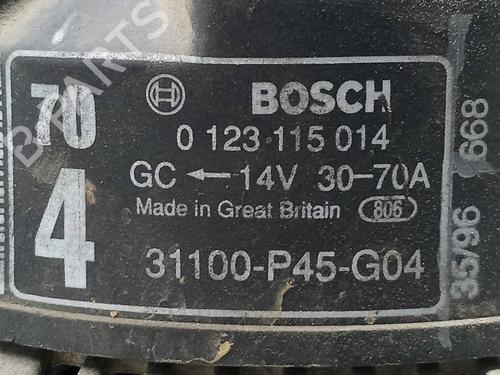 70
4
BOSCH
0 123 115 014
GC ← 14V 30-70A
Made in Great Britain 806
31100-P45-G04
35/96 668
B-PARTS